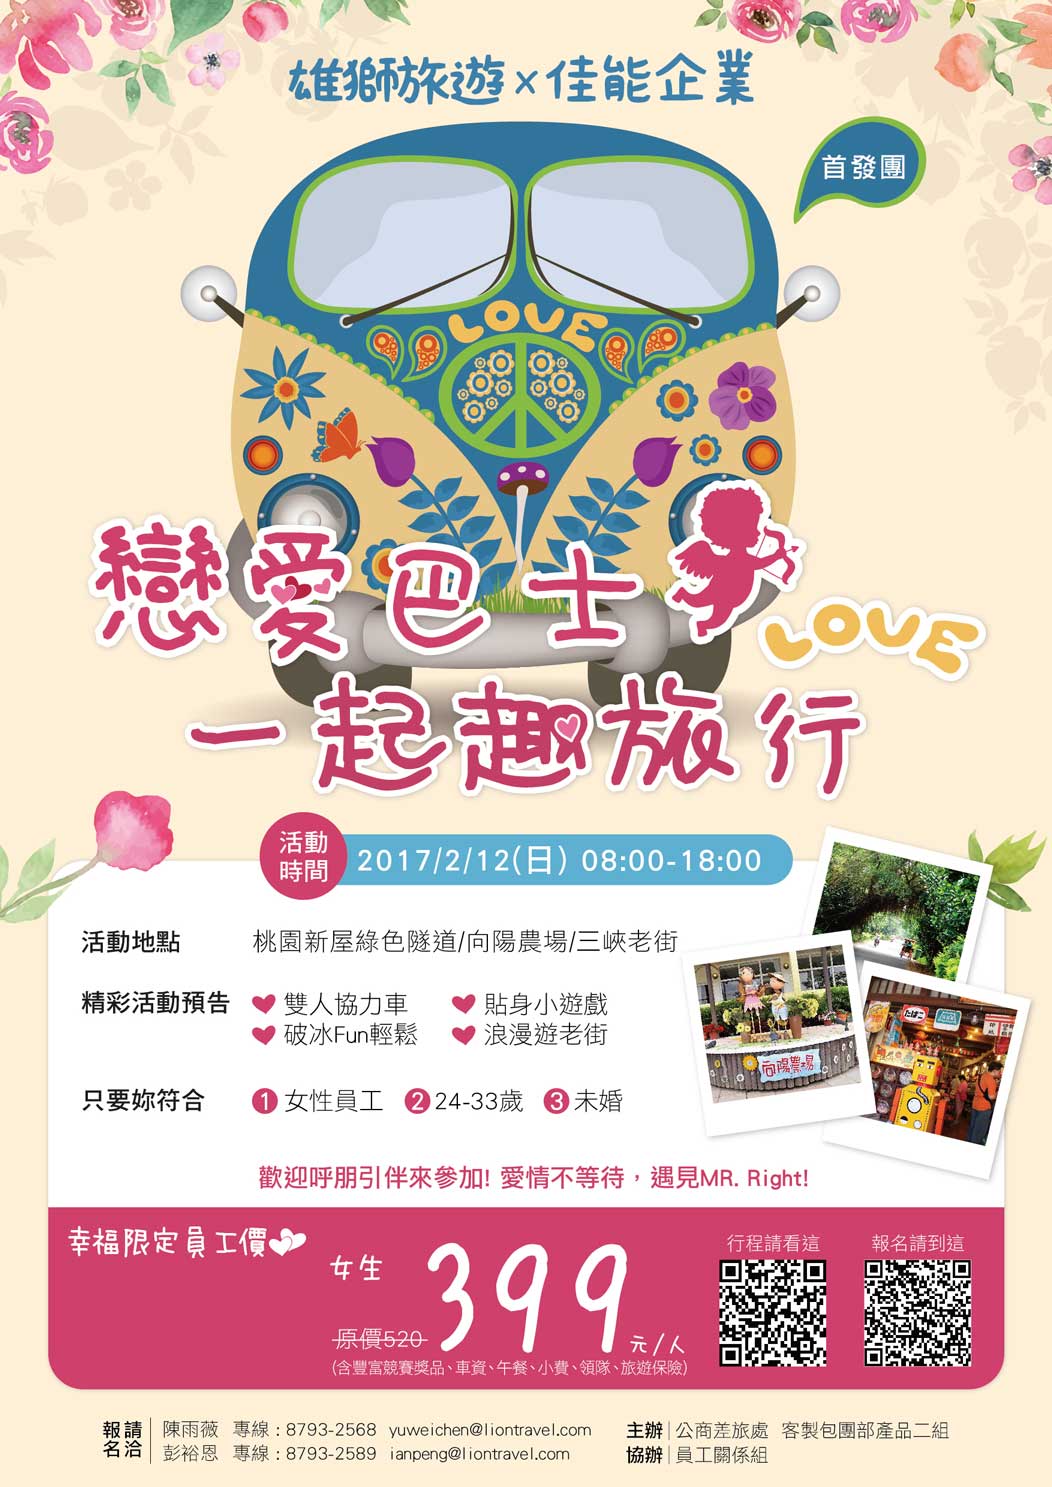 雄獅旅遊×佳能企業
首發團
LOVE
戀愛巴士
LOVE
一起趣旅行
活動時間
2017/2/12(日) 08:00-18:00
活動地點 桃園新屋綠色隧道/向陽農場/三峽老街
精彩活動預告 雙人協力車 貼身小遊戲
破冰Fun輕鬆 浪漫遊老街
向陽農場
たばこ
只要妳符合 1 女性員工 2 24-33歲 3 未婚
歡迎呼朋引伴來參加! 愛情不等待，遇見MR. Right!
幸福限定員工價
女生 399 元/人
原價520
(含豐富競賽獎品、車資、午餐、小費、領隊、旅遊保險)
行程請看這
報名請到這
報名請洽
陳雨薇 專線：8793-2568 yuweichen@liontravel.com
彭裕恩 專線：8793-2589 ianpeng@liontravel.com
主辦 公商差旅處 客製包團部產品二組
協辦 員工關係組